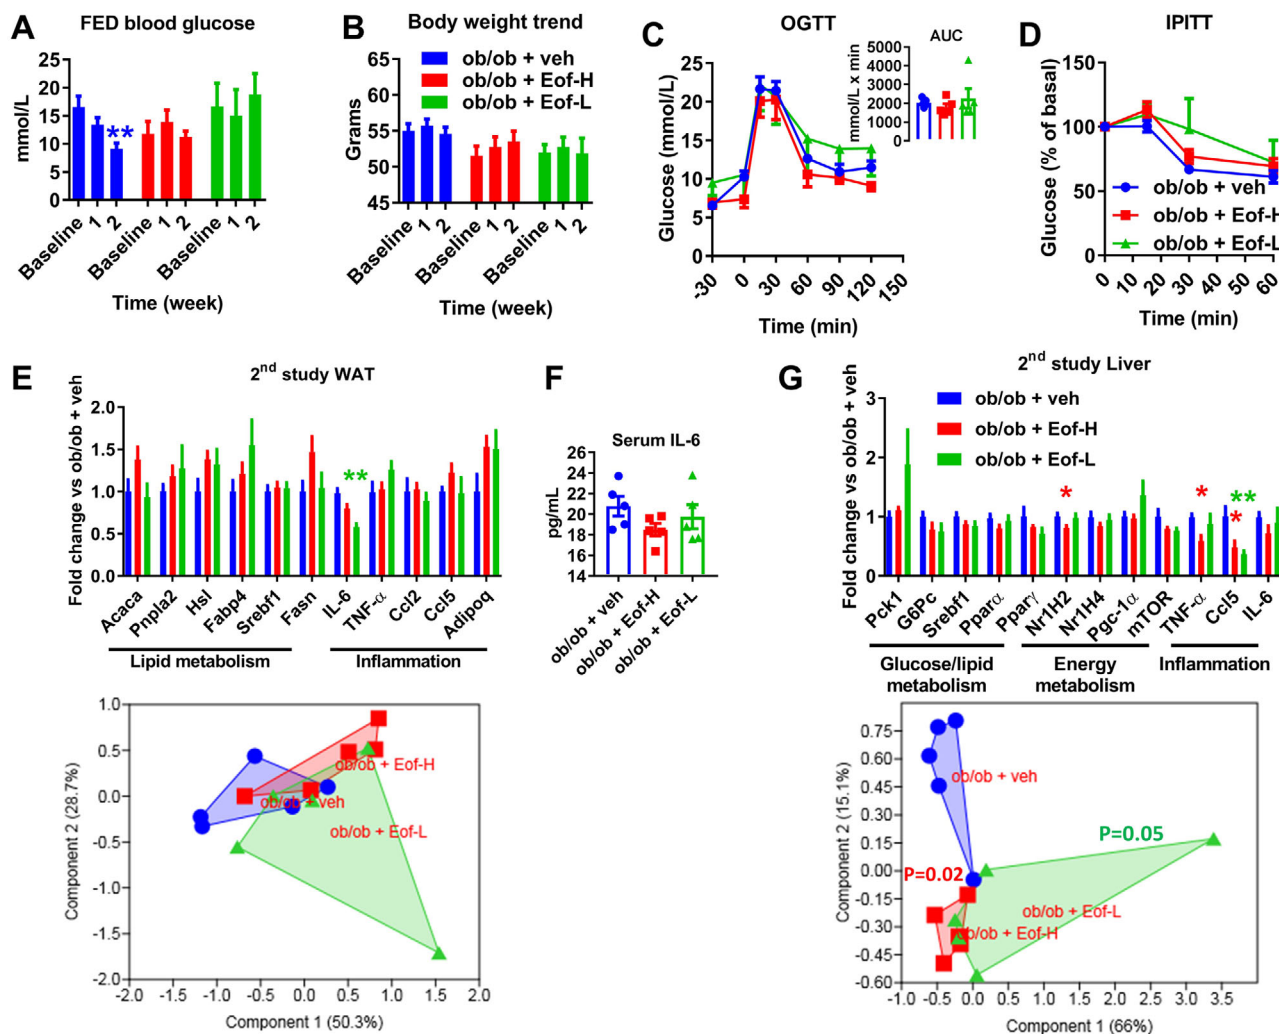 A
FED blood glucose
mmol/L
25
20
15
10
5
0
**
Baseline
1
2
Baseline
1
2
Baseline
1
2
Time (week)
B
Body weight trend
ob/ob + veh
ob/ob + Eof-H
ob/ob + Eof-L
Grams
65
60
55
50
45
Baseline
1
2
Baseline
1
2
Baseline
1
2
Time (week)
C
OGTT
Glucose (mmol/L)
25
20
15
10
5
0
-30
0
30
60
90
120
150
Time (min)
AUC
mmol/L x min
5000
4000
3000
2000
1000
0
D
IPITT
Glucose (% of basal)
150
100
50
0
ob/ob + veh
ob/ob + Eof-H
ob/ob + Eof-L
0
10
20
30
40
50
60
Time (min)
E
2nd study WAT
Fold change vs ob/ob + veh
2.0
1.5
1.0
0.5
0.0
**
Acaca
Pnpla2
Hsl
Fabp4
Srebf1
Fasn
IL-6
TNF-α
Ccl2
Ccl5
Adipoq
Lipid metabolism
Inflammation
Component 2 (28.7%)
1.0
0.5
0.0
-0.5
-1.0
-1.5
-2.0
ob/ob + Eof-H
ob/ob + veh
ob/ob + Eof-L
-2.0
-1.5
-1.0
-0.5
0.0
0.5
1.0
1.5
2.0
Component 1 (50.3%)
F
Serum IL-6
pg/mL
26
24
22
20
18
16
14
ob/ob + veh
ob/ob + Eof-H
ob/ob + Eof-L
G
2nd study Liver
Fold change vs ob/ob + veh
3
2
1
0
ob/ob + veh
ob/ob + Eof-H
ob/ob + Eof-L
*
*
**
*
Pck1
G6Pc
Srebf1
Pparα
Pparγ
Nr1H2
Nr1H4
Pgc-1α
mTOR
TNF-α
Ccl5
IL-6
Glucose/lipid
metabolism
Energy
metabolism
Inflammation
Component 2 (15.1%)
0.75
0.60
0.45
0.30
0.15
0.00
-0.15
-0.30
-0.45
-0.60
ob/ob + veh
P=0.05
P=0.02
ob/ob + Eof-L
ob/ob + Eof-H
-1.0
-0.5
0.0
0.5
1.0
1.5
2.0
2.5
3.0
3.5
Component 1 (66%)